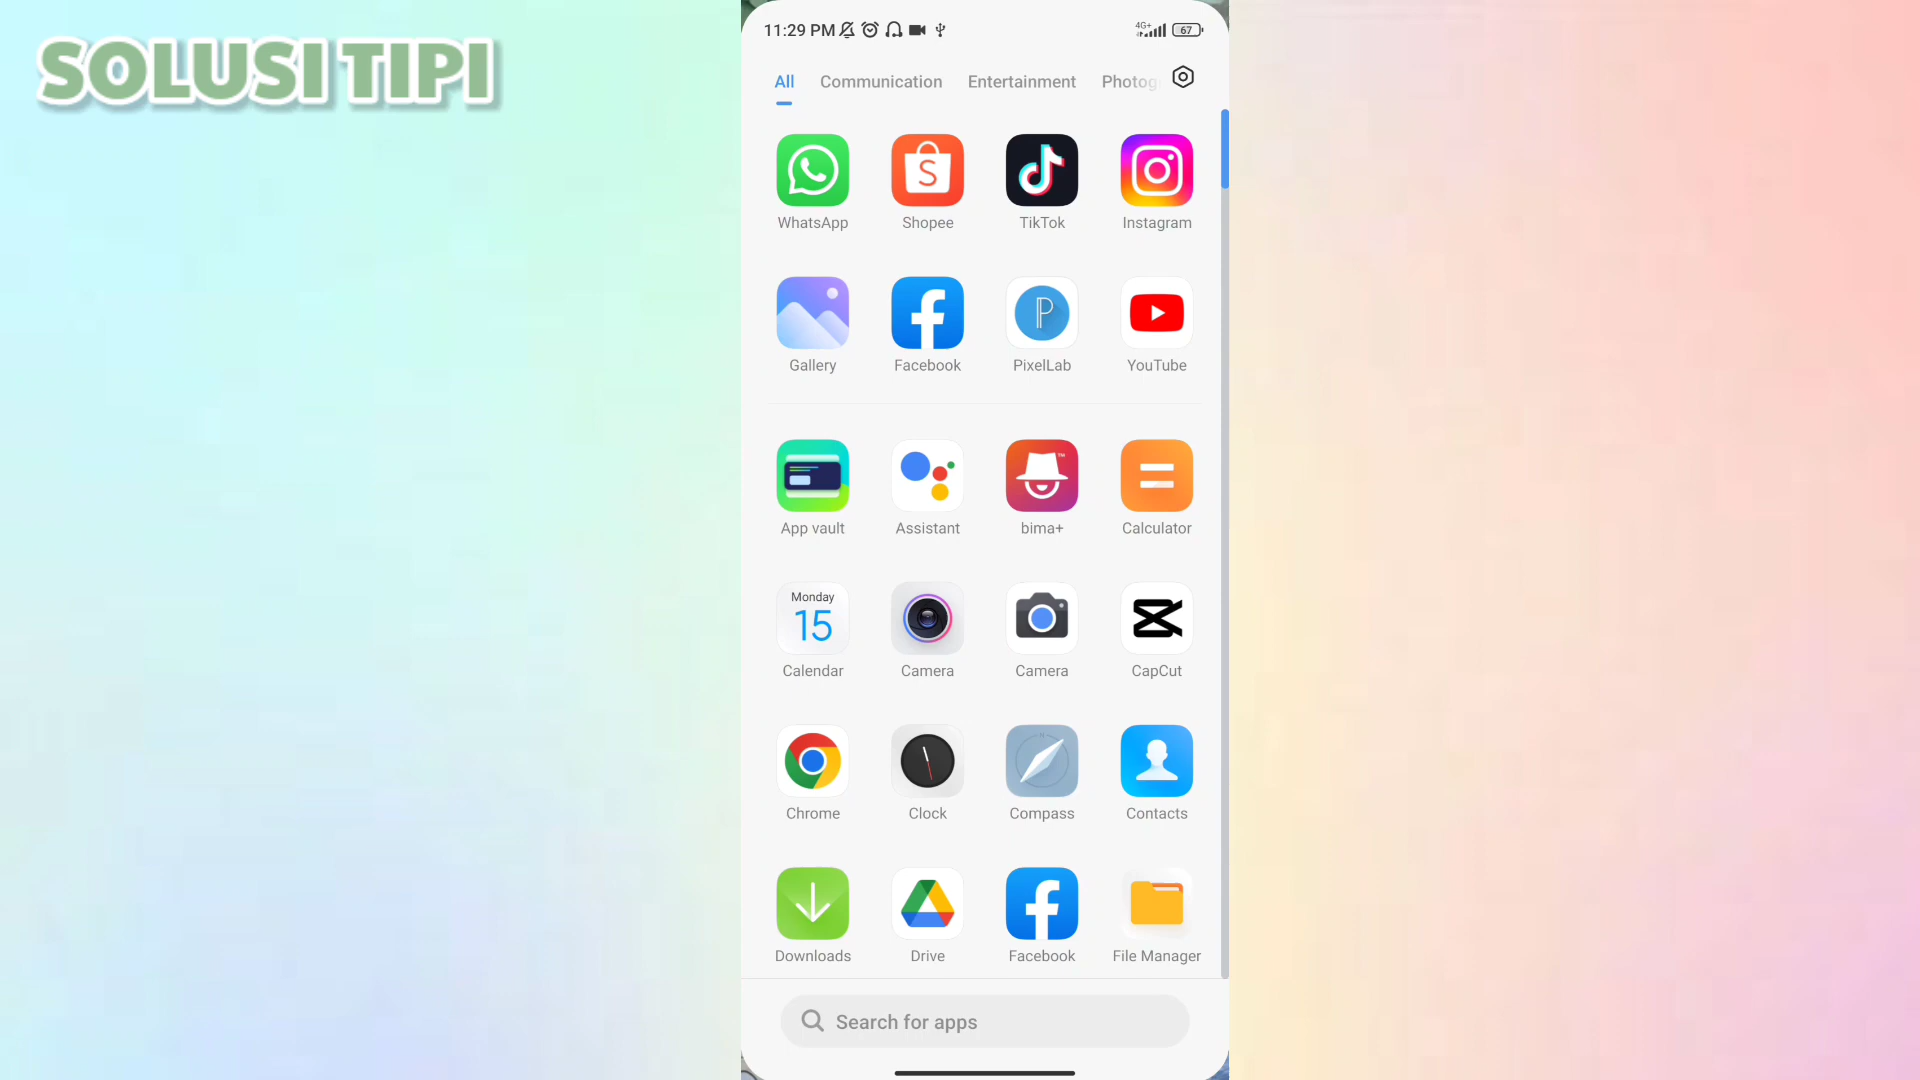 SOLUSI TIPI
11:29 PM 4G+ 67
All Communication Entertainment Photog
WhatsApp Shopee TikTok Instagram
Gallery Facebook PixelLab YouTube
App vault Assistant bima+ Calculator
Monday
15
Calendar Camera Camera CapCut
Chrome Clock Compass Contacts
Downloads Drive Facebook File Manager
Search for apps